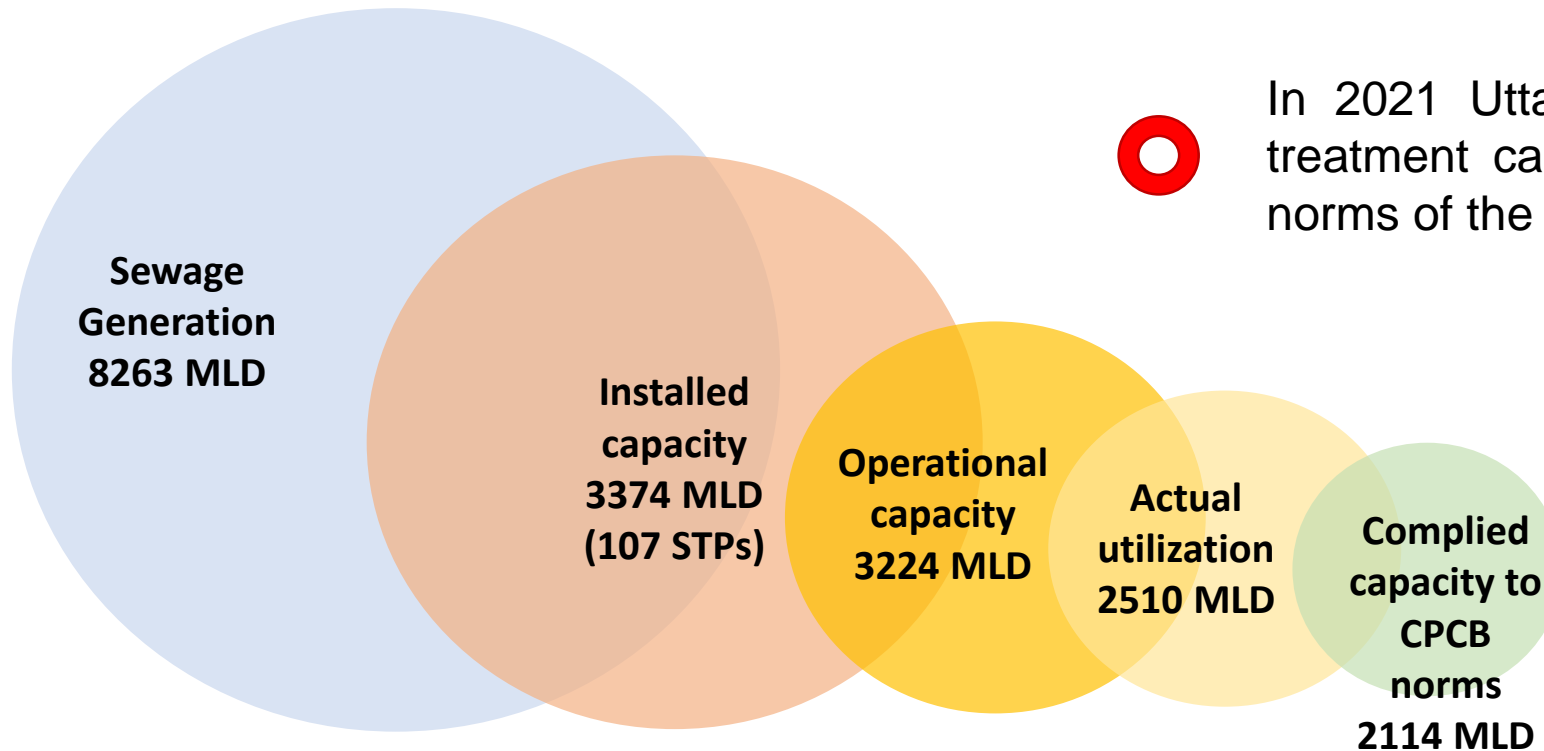 In 2021 Utta
treatment ca
norms of the
Sewage
Generation
8263 MLD
Installed
capacity
3374 MLD
(107 STPs)
Operational
capacity
3224 MLD
Actual
utilization
2510 MLD
Complied
capacity to
CPCB
norms
2114 MLD